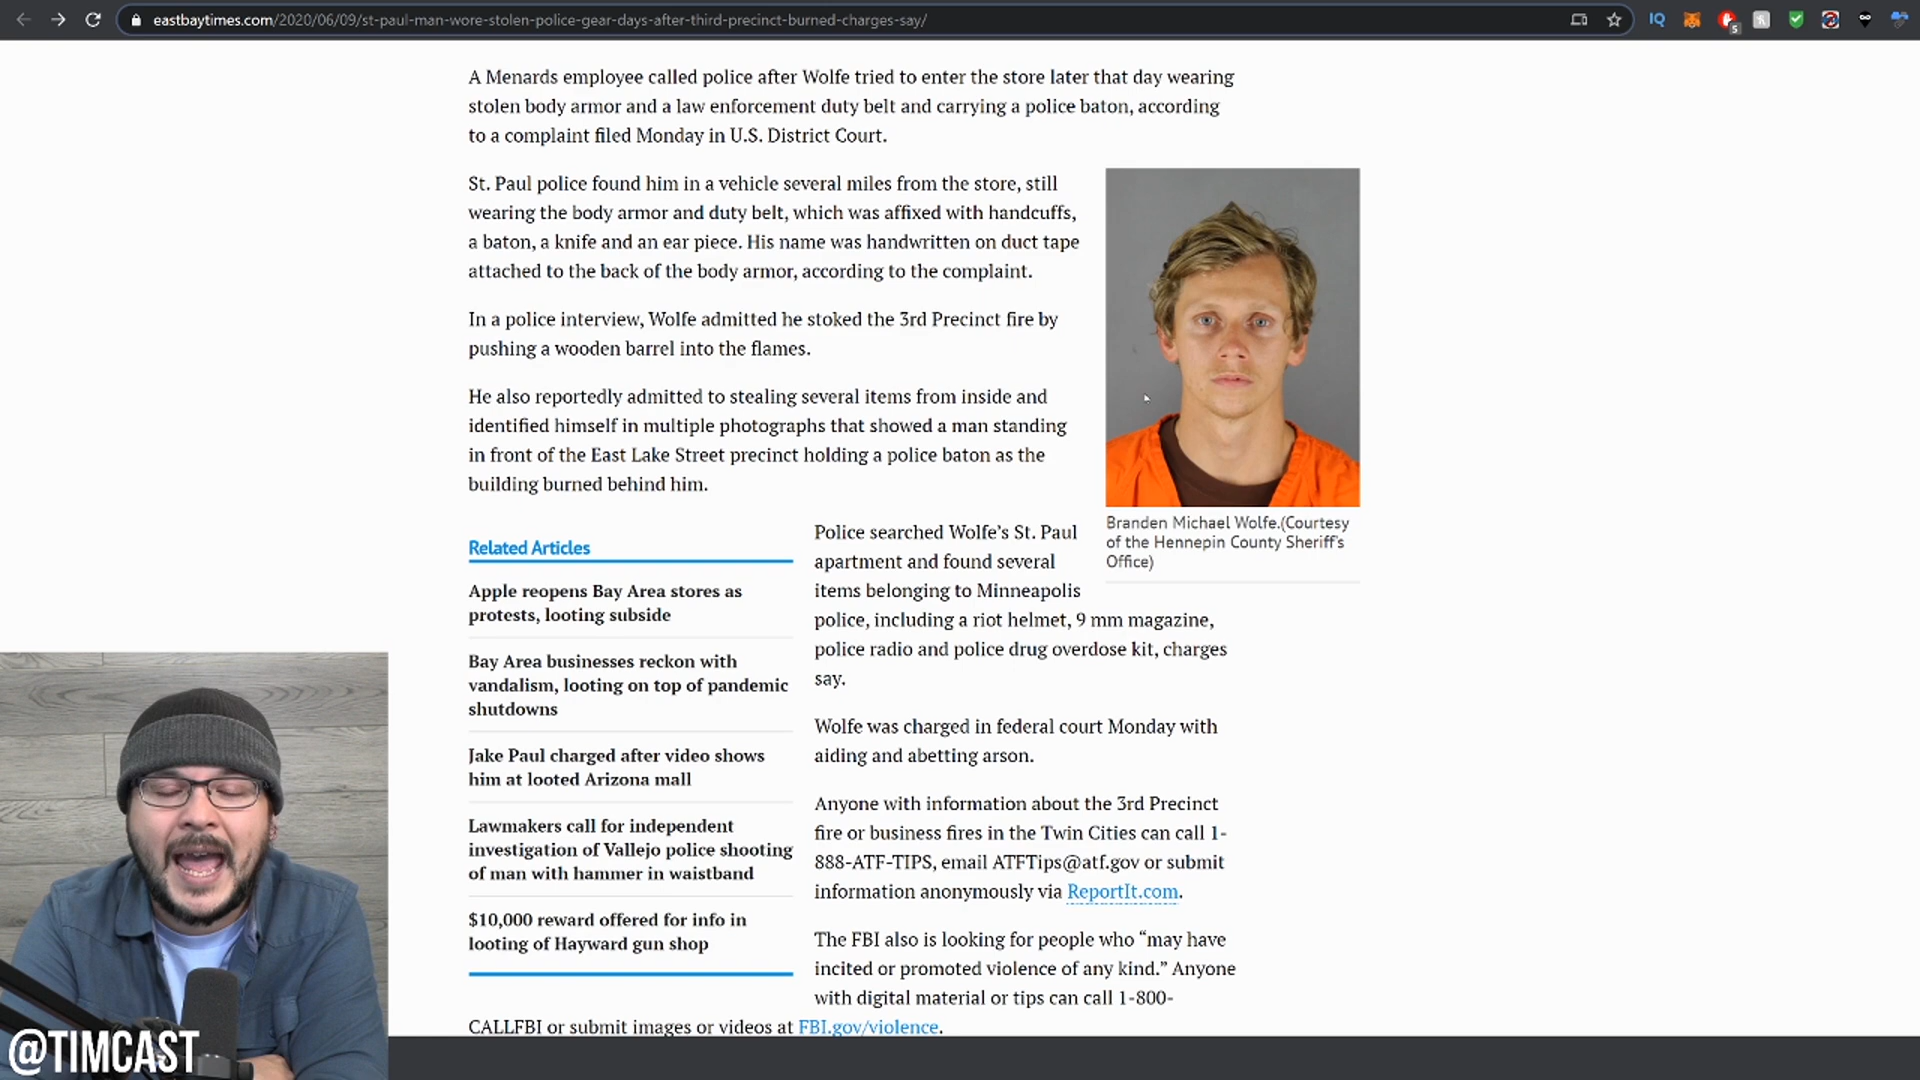 eastbaytimes.com/2020/06/09/st-paul-man-wore-stolen-police-gear-days-after-third-precinct-burned-charges-say/
IQ
5
A Menards employee called police after Wolfe tried to enter the store later that day wearing
stolen body armor and a law enforcement duty belt and carrying a police baton, according
to a complaint filed Monday in U.S. District Court.
St. Paul police found him in a vehicle several miles from the store, still
wearing the body armor and duty belt, which was affixed with handcuffs,
a baton, a knife and an ear piece. His name was handwritten on duct tape
attached to the back of the body armor, according to the complaint.
In a police interview, Wolfe admitted he stoked the 3rd Precinct fire by
pushing a wooden barrel into the flames.
He also reportedly admitted to stealing several items from inside and
identified himself in multiple photographs that showed a man standing
in front of the East Lake Street precinct holding a police baton as the
building burned behind him.
Branden Michael Wolfe.(Courtesy
of the Hennepin County Sheriff's
Office)
Related Articles
Apple reopens Bay Area stores as
protests, looting subside
Bay Area businesses reckon with
vandalism, looting on top of pandemic
shutdowns
Jake Paul charged after video shows
him at looted Arizona mall
Lawmakers call for independent
investigation of Vallejo police shooting
of man with hammer in waistband
$10,000 reward offered for info in
looting of Hayward gun shop
Police searched Wolfe's St. Paul
apartment and found several
items belonging to Minneapolis
police, including a riot helmet, 9 mm magazine,
police radio and police drug overdose kit, charges
say.
Wolfe was charged in federal court Monday with
aiding and abetting arson.
Anyone with information about the 3rd Precinct
fire or business fires in the Twin Cities can call 1-
888-ATF-TIPS, email ATFTips@atf.gov or submit
information anonymously via ReportIt.com.
The FBI also is looking for people who “may have
incited or promoted violence of any kind.” Anyone
with digital material or tips can call 1-800-
CALLFBI or submit images or videos at FBI.gov/violence.
@TIMCAST